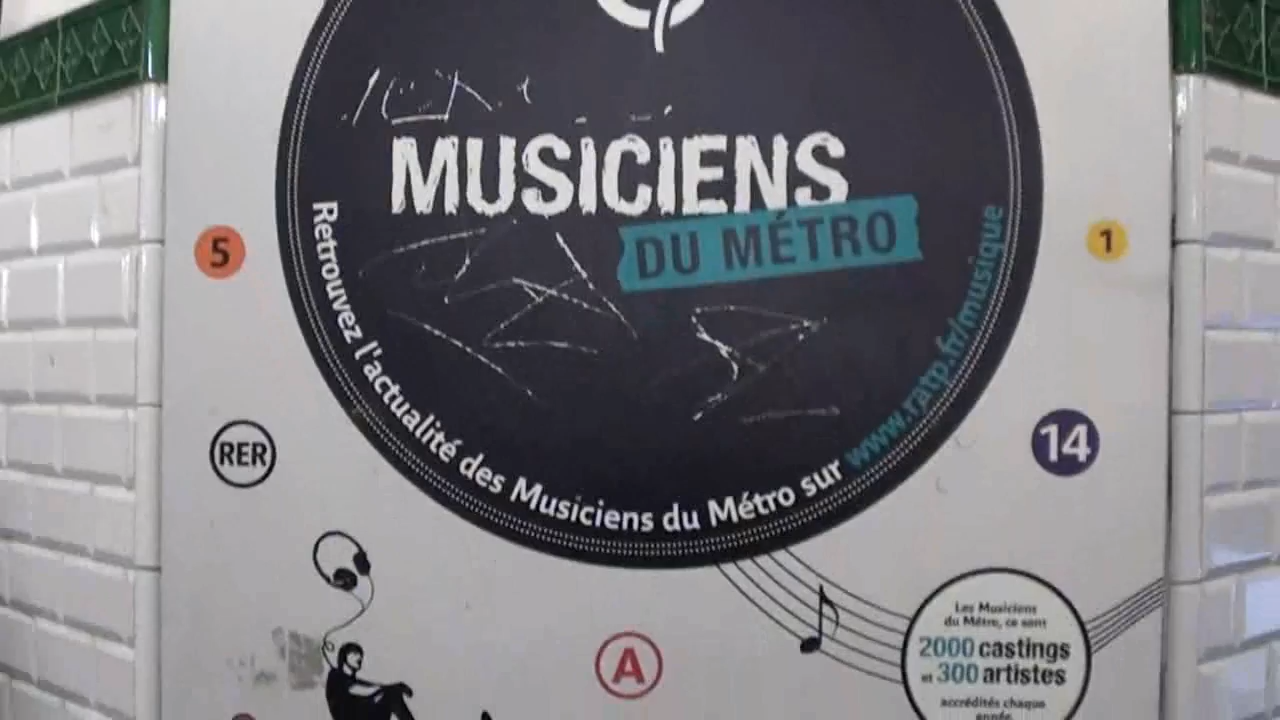 MUSICIENS
DU MÉTRO
Retrouvez l'actualité des Musiciens du Métro sur www.ratp.fr/musique
5
1
RER
14
A
Les Musiciens
du Métro, ce sont
2000 castings
et 300 artistes
accrédités chaque
année